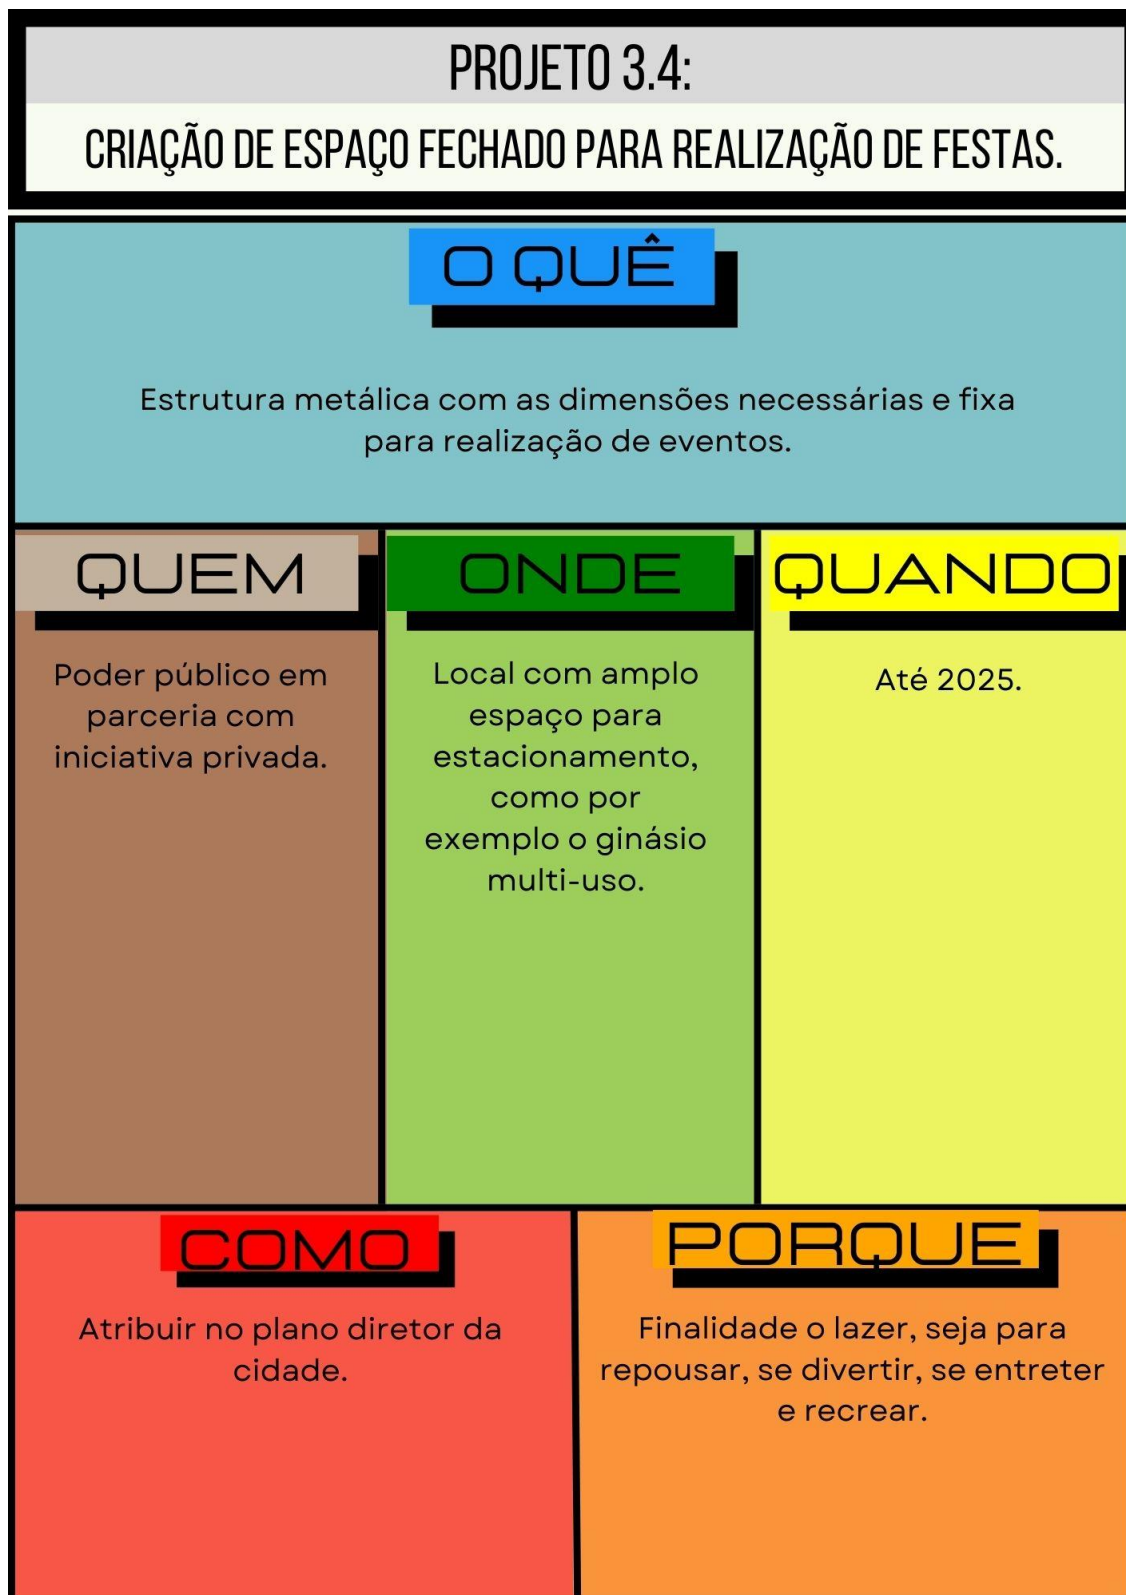 PROJETO 3.4:
CRIAÇÃO DE ESPAÇO FECHADO PARA REALIZAÇÃO DE FESTAS.
O QUÊ
Estrutura metálica com as dimensões necessárias e fixa
para realização de eventos.
QUEM
Poder público em
parceria com
iniciativa privada.
ONDE
Local com amplo
espaço para
estacionamento,
como por
exemplo o ginásio
multi-uso.
QUANDO
Até 2025.
COMO
Atribuir no plano diretor da
cidade.
PORQUE
Finalidade o lazer, seja para
repousar, se divertir, se entreter
e recrear.